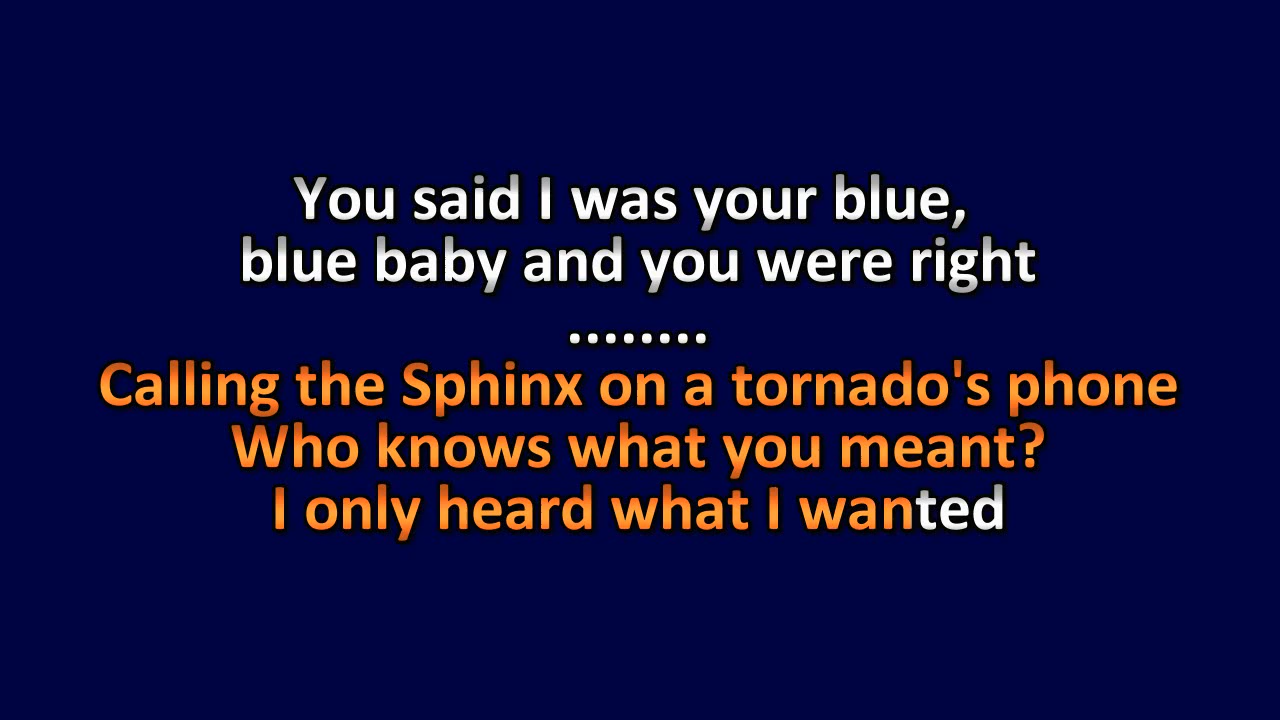 You said I was your blue,
blue baby and you were right
........
Calling the Sphinx on a tornado's phone
Who knows what you meant?
I only heard what I wanted